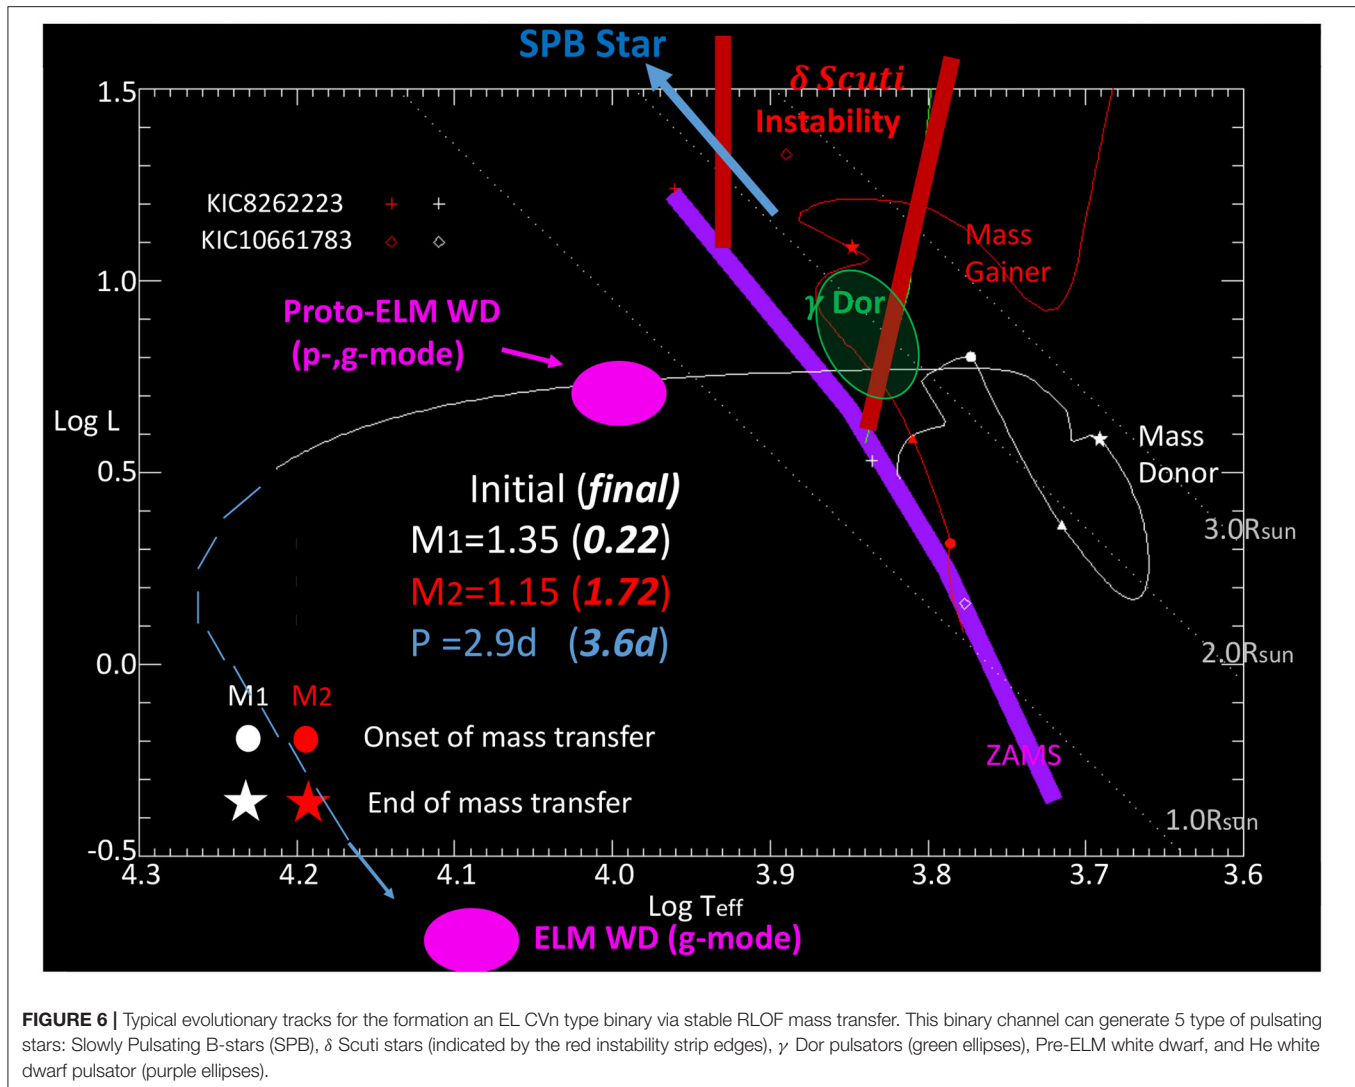 SPB Star
δ Scuti
Instability
1.5
KIC8262223
KIC10661783
Mass
Gainer
1.0
Proto-ELM WD
(p-,g-mode)
γ Dor
Log L
Mass
Donor
0.5
Initial (final)
M1=1.35 (0.22)
M2=1.15 (1.72)
P =2.9d (3.6d)
3.0Rsun
2.0Rsun
0.0
M1 M2
Onset of mass transfer
ZAMS
End of mass transfer
1.0Rsun
-0.5
4.3 4.2 4.1 4.0 3.9 3.8 3.7 3.6
Log Teff
ELM WD (g-mode)
FIGURE 6 | Typical evolutionary tracks for the formation an EL CVn type binary via stable RLOF mass transfer. This binary channel can generate 5 type of pulsating
stars: Slowly Pulsating B-stars (SPB), δ Scuti stars (indicated by the red instability strip edges), γ Dor pulsators (green ellipses), Pre-ELM white dwarf, and He white
dwarf pulsator (purple ellipses).